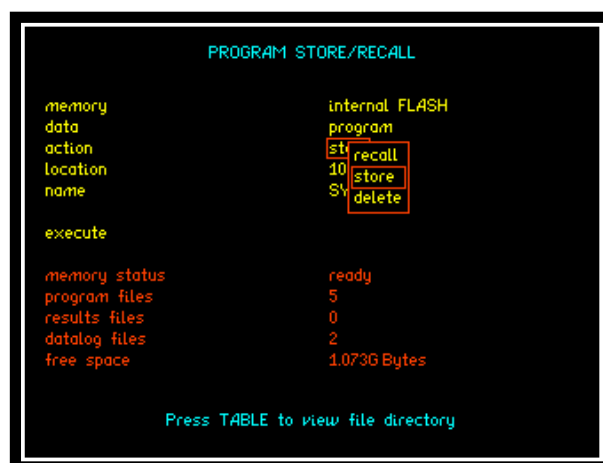 PROGRAM STORE/RECALL
memory internal FLASH
data program
action
recall
location 10
store
name
delete
execute
memory status ready
program files 5
results files 0
datalog files 2
free space 1.073G Bytes
Press TABLE to view file directory